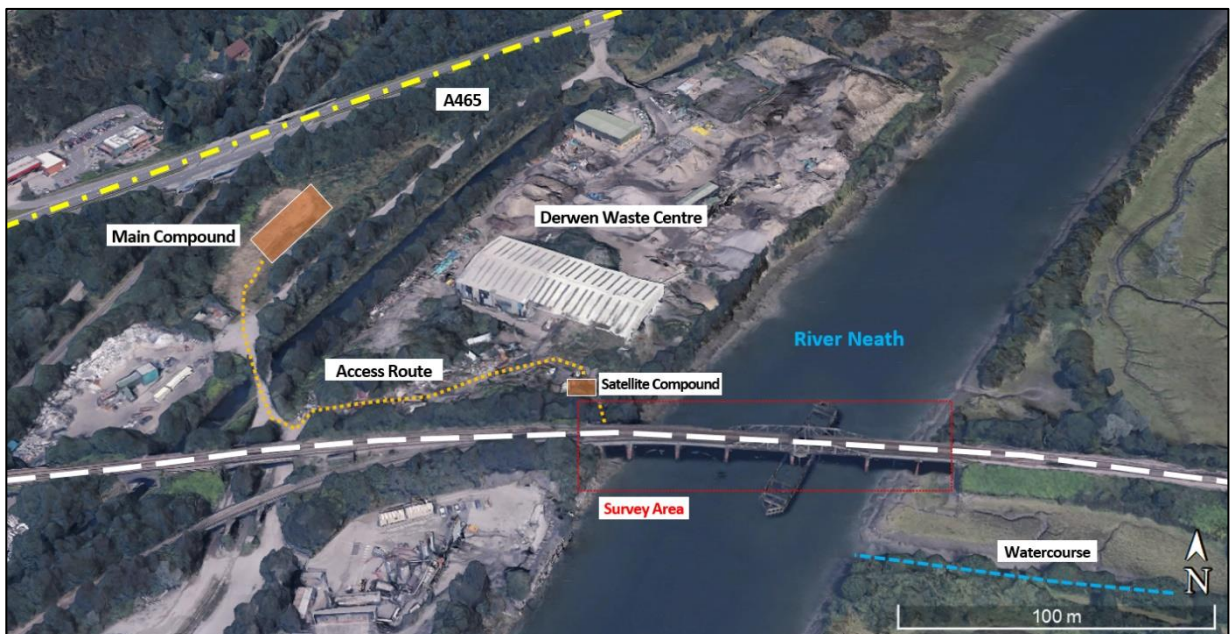 A465
Main Compound
Derwen Waste Centre
River Neath
Access Route
Satellite Compound
Survey Area
Watercourse
N
100 m